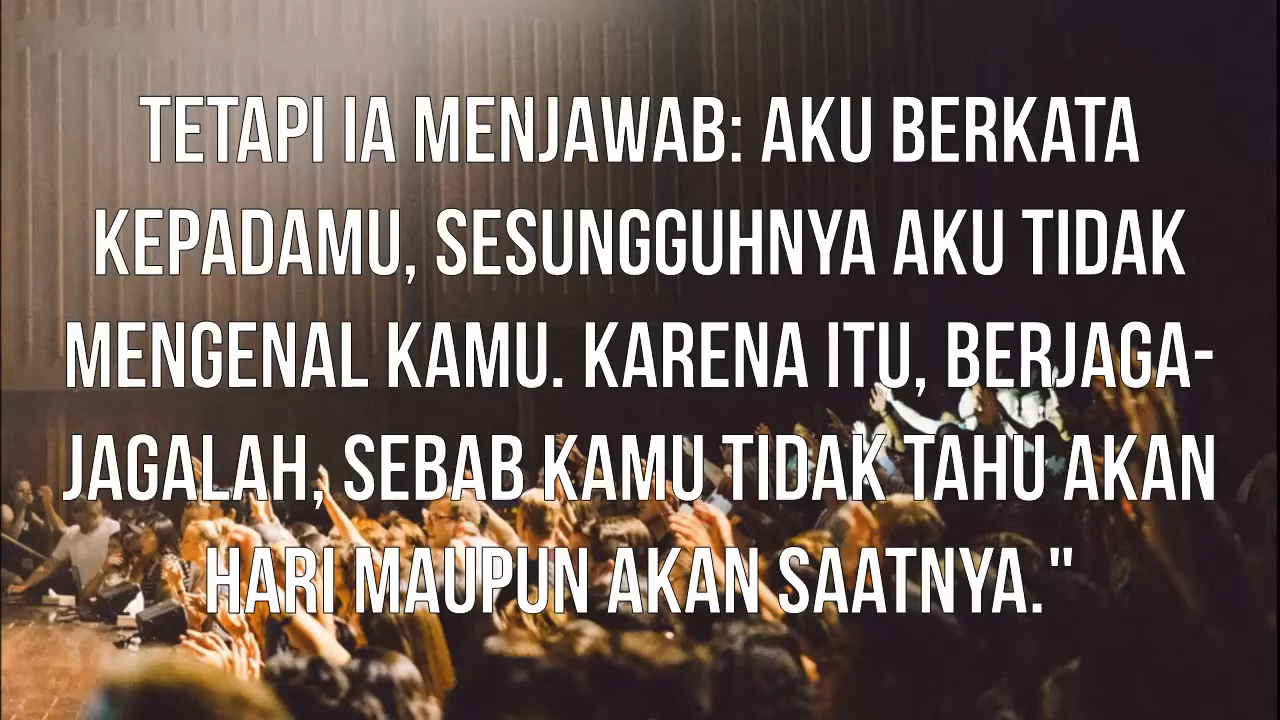 TETAPI IA MENJAWAB: AKU BERKATA
KEPADAMU, SESUNGGUHNYA AKU TIDAK
MENGENAL KAMU. KARENA ITU, BERJAGA-
JAGALAH, SEBAB KAMU TIDAK TAHU AKAN
HARI MAUPUN AKAN SAATNYA."